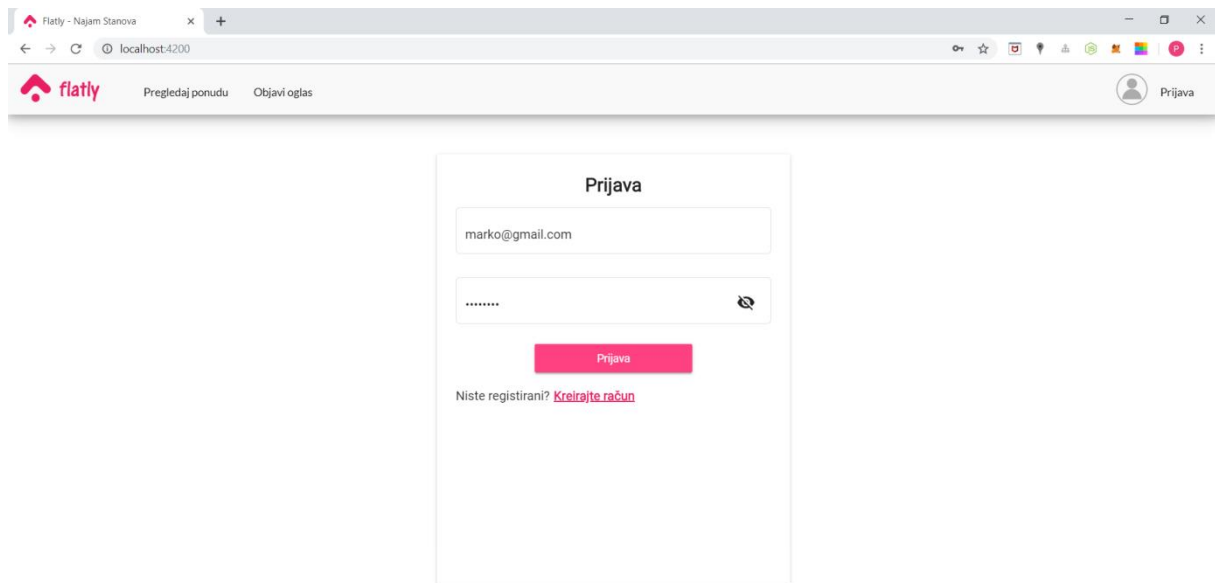 Flatly - Najam Stanova
localhost:4200
P
flatly
Pregledaj ponudu Objavi oglas
Prijava
Prijava
marko@gmail.com
••••••••
Prijava
Niste registirani? Kreirajte račun